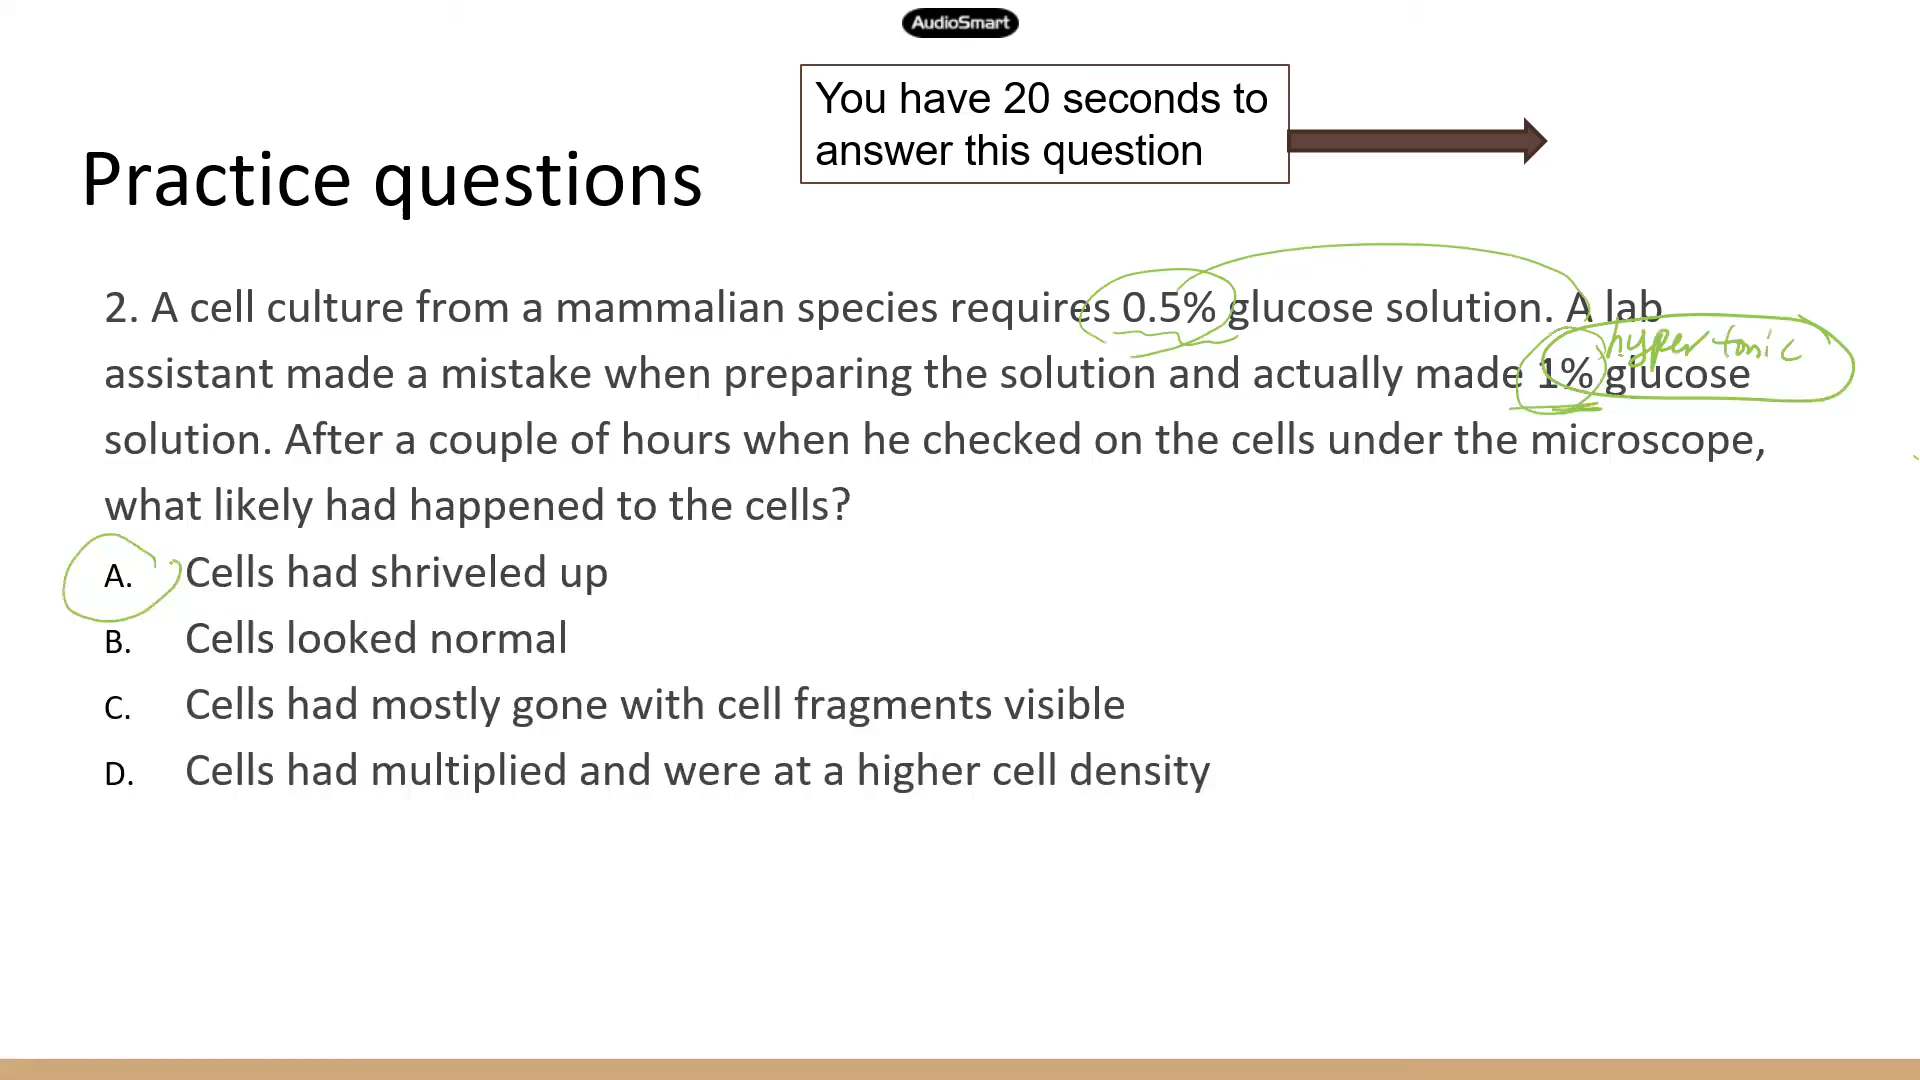 AudioSmart
You have 20 seconds to
answer this question
Practice questions
2. A cell culture from a mammalian species requires 0.5% glucose solution. A lab
hypertonic
assistant made a mistake when preparing the solution and actually made 1% glucose
solution. After a couple of hours when he checked on the cells under the microscope,
what likely had happened to the cells?
A. Cells had shriveled up
B. Cells looked normal
C. Cells had mostly gone with cell fragments visible
D. Cells had multiplied and were at a higher cell density